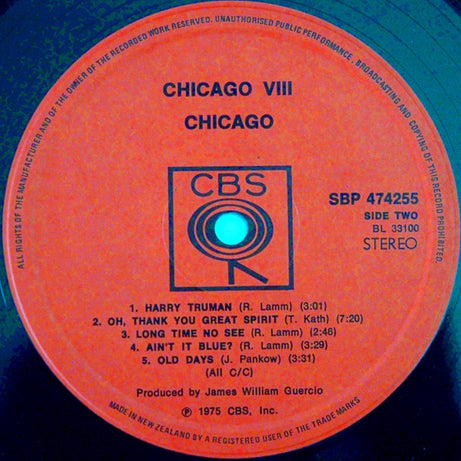 ALL RIGHTS OF THE MANUFACTURER AND OF THE OWNER OF THE RECORDED WORK RESERVED. UNAUTHORISED PUBLIC PERFORMANCE, BROADCASTING AND COPYING OF THIS RECORD PROHIBITED.
CHICAGO VIII
CHICAGO
CBS
SBP 474255
SIDE TWO
BL 33100
STEREO
1. HARRY TRUMAN (R. Lamm) (3:01)
2. OH, THANK YOU GREAT SPIRIT (T. Kath) (7:20)
3. LONG TIME NO SEE (R. Lamm) (2:46)
4. AIN'T IT BLUE? (R. Lamm) (3:29)
5. OLD DAYS (J. Pankow) (3:31)
(All C/C)
Produced by James William Guercio
℗ 1975 CBS, Inc.
MADE IN NEW ZEALAND BY A REGISTERED USER OF THE TRADE MARKS